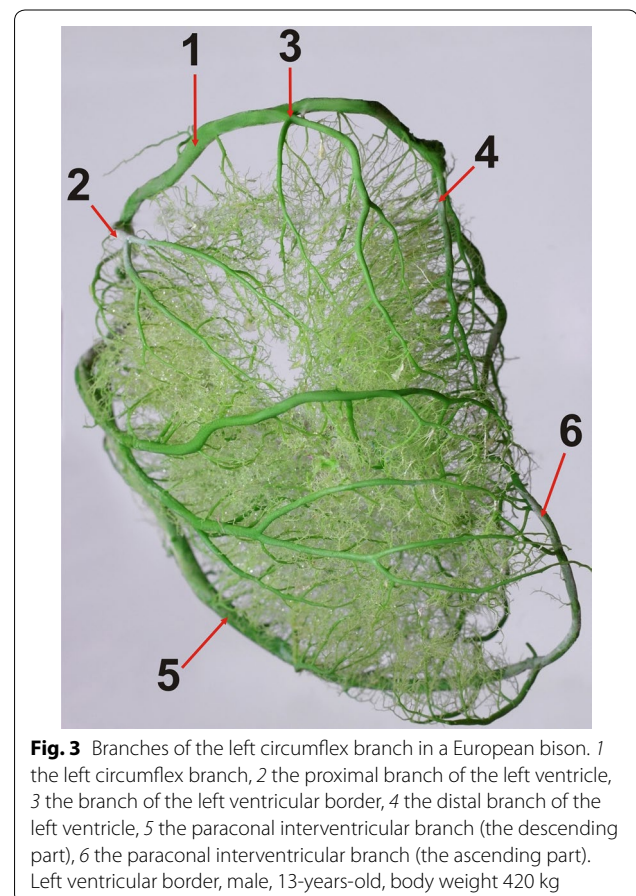 1
3
2
4
6
5
Fig. 3 Branches of the left circumflex branch in a European bison. 1
the left circumflex branch, 2 the proximal branch of the left ventricle,
3 the branch of the left ventricular border, 4 the distal branch of the
left ventricle, 5 the paraconal interventricular branch (the descending
part), 6 the paraconal interventricular branch (the ascending part).
Left ventricular border, male, 13-years-old, body weight 420 kg